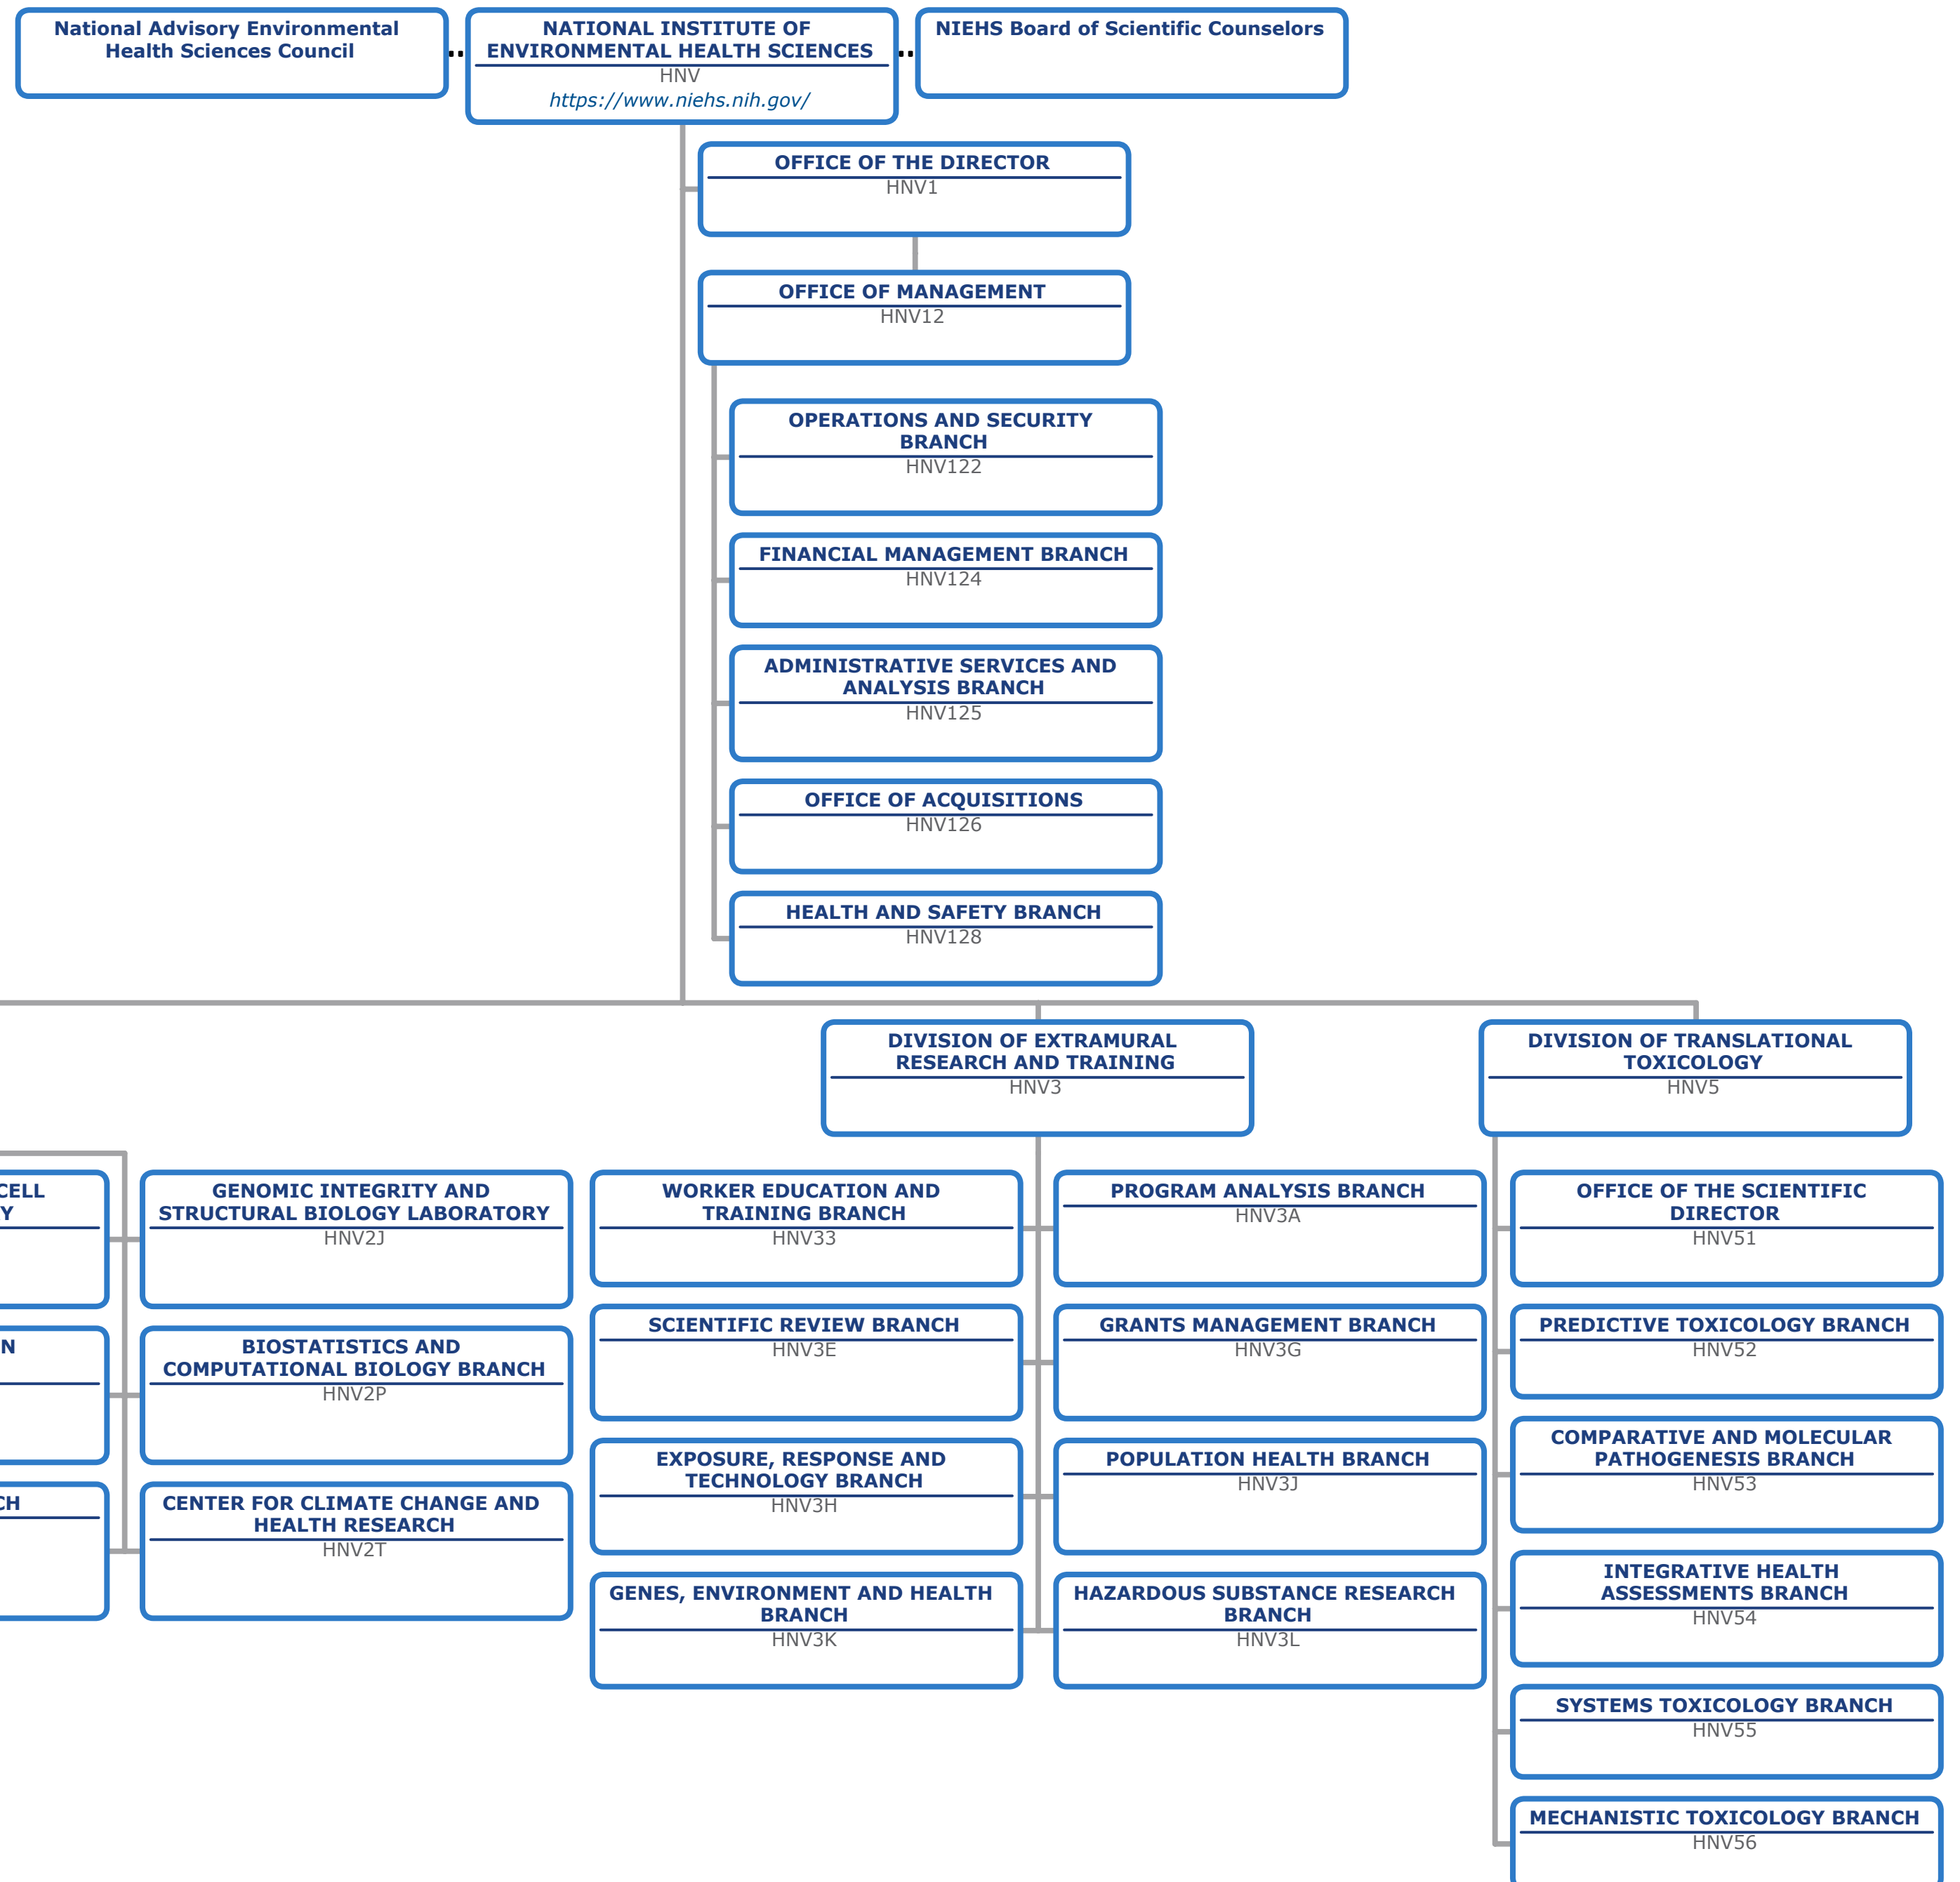 National Advisory Environmental
Health Sciences Council
NATIONAL INSTITUTE OF
ENVIRONMENTAL HEALTH SCIENCES
HNV
https://www.niehs.nih.gov/
NIEHS Board of Scientific Counselors
OFFICE OF THE DIRECTOR
HNV1
OFFICE OF MANAGEMENT
HNV12
OPERATIONS AND SECURITY
BRANCH
HNV122
FINANCIAL MANAGEMENT BRANCH
HNV124
ADMINISTRATIVE SERVICES AND
ANALYSIS BRANCH
HNV125
OFFICE OF ACQUISITIONS
HNV126
HEALTH AND SAFETY BRANCH
HNV128
DIVISION OF EXTRAMURAL
RESEARCH AND TRAINING
HNV3
DIVISION OF TRANSLATIONAL
TOXICOLOGY
HNV5
CELL
Y
N
CH
GENOMIC INTEGRITY AND
STRUCTURAL BIOLOGY LABORATORY
HNV2J
BIOSTATISTICS AND
COMPUTATIONAL BIOLOGY BRANCH
HNV2P
CENTER FOR CLIMATE CHANGE AND
HEALTH RESEARCH
HNV2T
WORKER EDUCATION AND
TRAINING BRANCH
HNV33
PROGRAM ANALYSIS BRANCH
HNV3A
SCIENTIFIC REVIEW BRANCH
HNV3E
GRANTS MANAGEMENT BRANCH
HNV3G
EXPOSURE, RESPONSE AND
TECHNOLOGY BRANCH
HNV3H
POPULATION HEALTH BRANCH
HNV3J
GENES, ENVIRONMENT AND HEALTH
BRANCH
HNV3K
HAZARDOUS SUBSTANCE RESEARCH
BRANCH
HNV3L
OFFICE OF THE SCIENTIFIC
DIRECTOR
HNV51
PREDICTIVE TOXICOLOGY BRANCH
HNV52
COMPARATIVE AND MOLECULAR
PATHOGENESIS BRANCH
HNV53
INTEGRATIVE HEALTH
ASSESSMENTS BRANCH
HNV54
SYSTEMS TOXICOLOGY BRANCH
HNV55
MECHANISTIC TOXICOLOGY BRANCH
HNV56